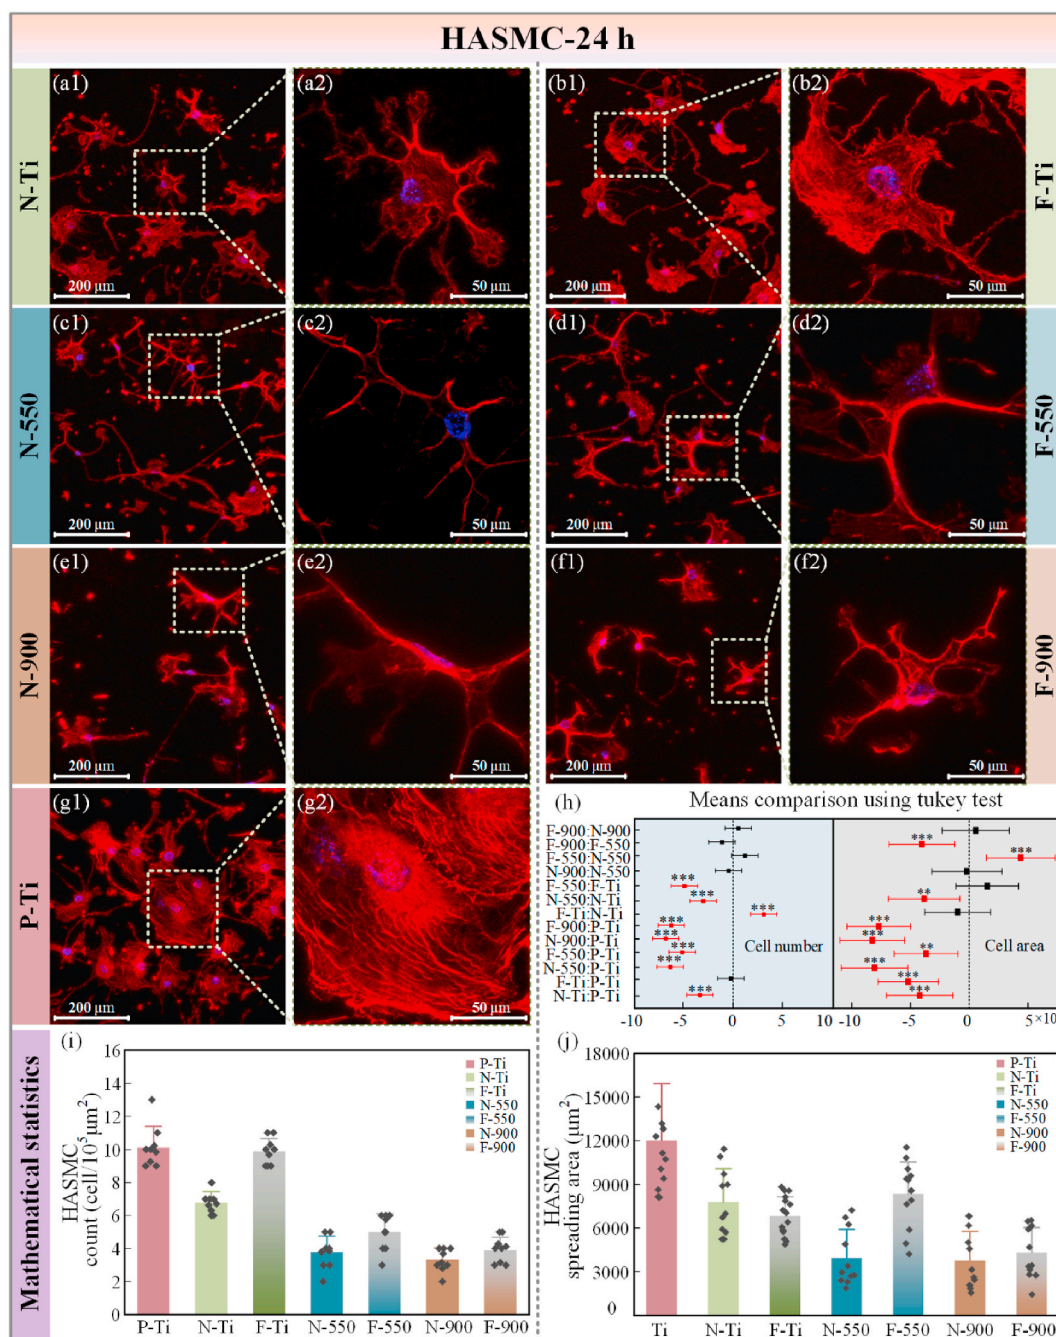 HASMC-24 h
N-Ti
(a1)
200 μm
(a2)
50 μm
(b1)
200 μm
(b2)
50 μm
F-Ti
N-550
(c1)
200 μm
(c2)
50 μm
(d1)
200 μm
(d2)
50 μm
F-550
N-900
(e1)
200 μm
(e2)
50 μm
(f1)
200 μm
(f2)
50 μm
F-900
P-Ti
(g1)
200 μm
(g2)
50 μm
(h)
Means comparison using tukey test
F-900:N-900
F-900:F-550
F-550:N-550
N-900:N-550
F-550:F-Ti
N-550:N-Ti
F-Ti:N-Ti
F-900:P-Ti
N-900:P-Ti
F-550:P-Ti
N-550:P-Ti
F-Ti:P-Ti
N-Ti:P-Ti
*** *** *** *** *** *** ***
Cell number
*** *** ** *** *** ** *** *** ***
Cell area
-10 -5 0 5 10 -10 -5 0
Mathematical statistics
(i)
HASMC
count (cell/10⁵μm²)
16
14
12
10
8
6
4
2
0
P-Ti
N-Ti
F-Ti
N-550
F-550
N-900
F-900
P-Ti N-Ti F-Ti N-550 F-550 N-900 F-900
(j)
HASMC
spreading area (μm²)
18000
15000
12000
9000
6000
3000
0
P-Ti
N-Ti
F-Ti
N-550
F-550
N-900
F-900
Ti N-Ti F-Ti N-550 F-550 N-900 F-900